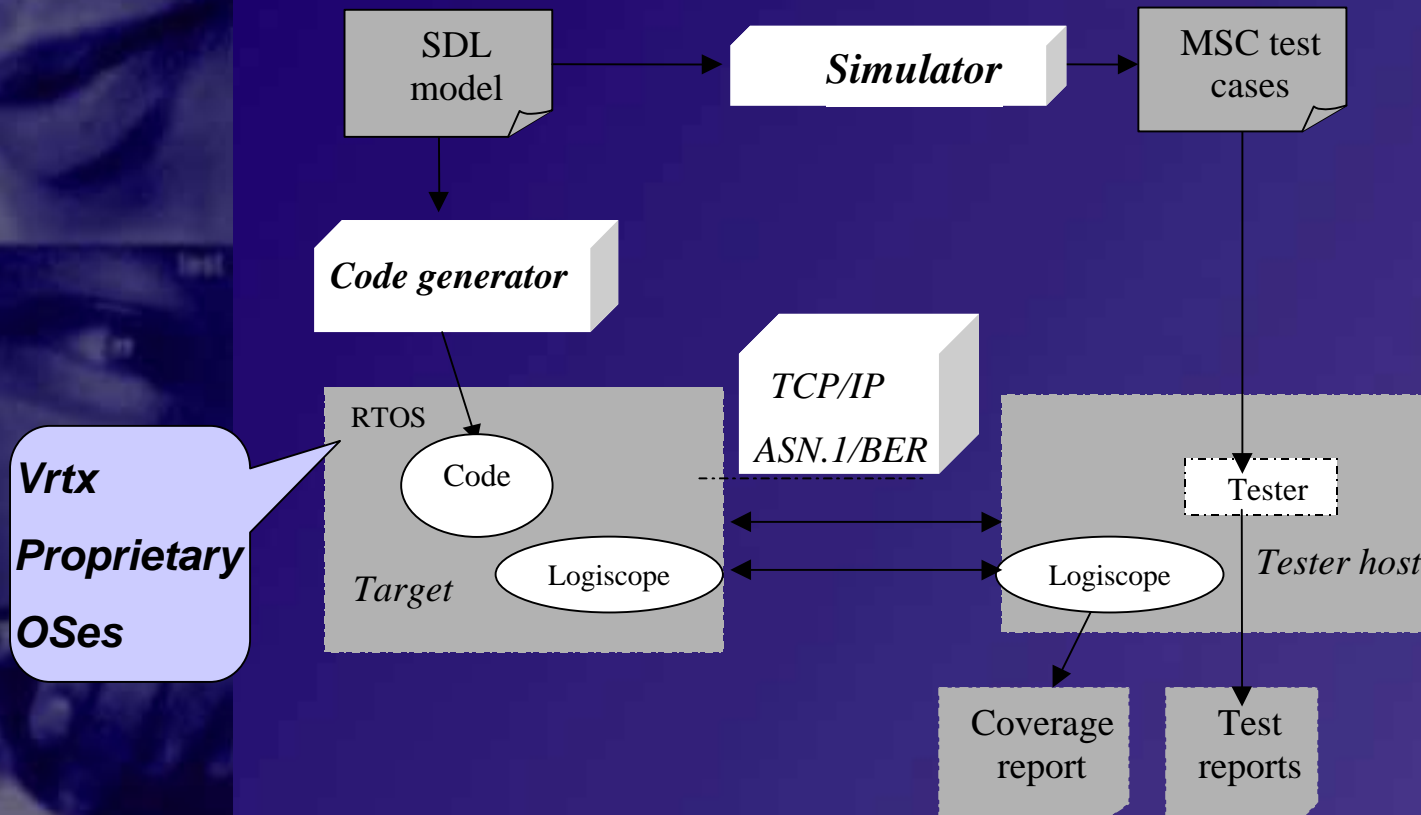 SDL
model
Simulator
MSC test
cases
Code generator
test
TCP/IP
ASN.1/BER
RTOS
Code
Logiscope
Target
Vrtx
Proprietary
OSes
Tester
Logiscope
Tester host
Coverage
report
Test
reports